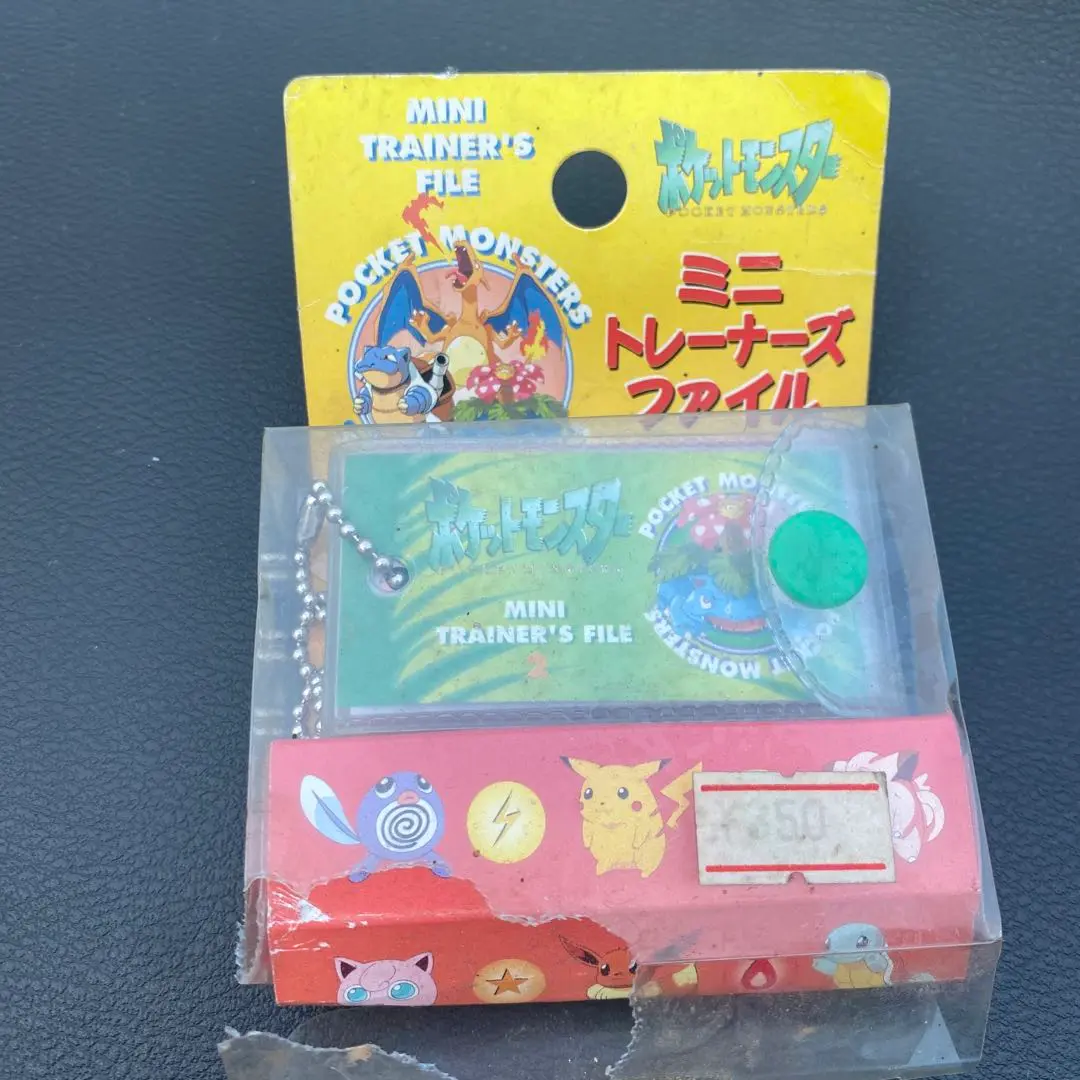 MINI
TRAINER'S
FILE
ポケットモンスター
POCKET MONSTERS
POCKET MONSTERS
ミニ
トレーナーズ
ファイル
ポケットモンスター
MINI
TRAINER'S FILE
2
POCKET MONSTERS
POCKET MONSTERS